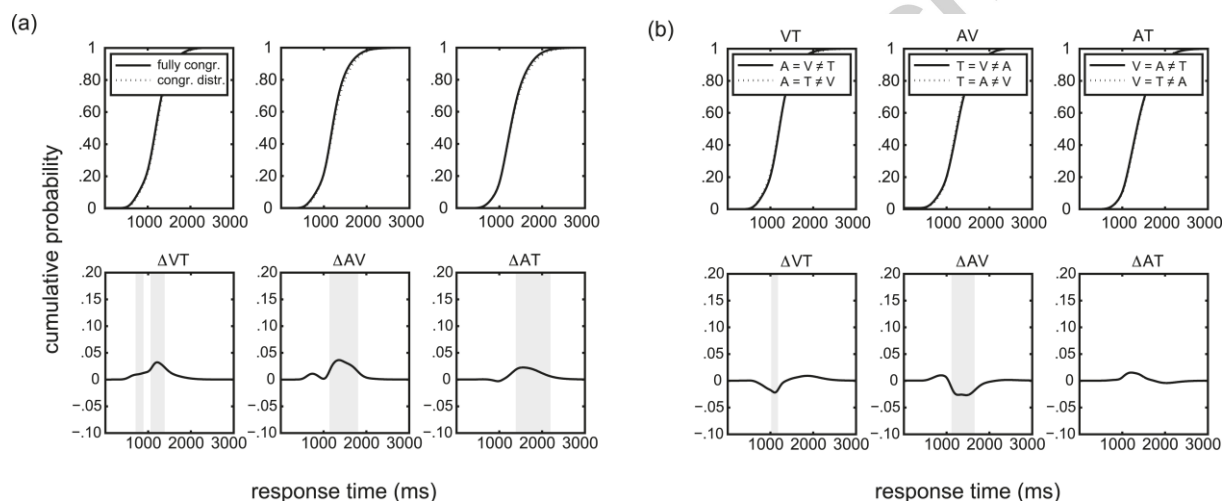 (a)
1
.80
.60
.40
.20
0
fully congr.
congr. distr.
1000 2000 3000
1
.80
.60
.40
.20
0
1000 2000 3000
1
.80
.60
.40
.20
0
1000 2000 3000
cumulative probability
ΔVT
.20
.15
.10
.05
0
−.05
−.10
1000 2000 3000
ΔAV
.20
.15
.10
.05
0
−.05
−.10
1000 2000 3000
ΔAT
.20
.15
.10
.05
0
−.05
−.10
1000 2000 3000
response time (ms)
(b)
VT
1
.80
.60
.40
.20
0
A = V ≠ T
A = T ≠ V
1000 2000 3000
AV
1
.80
.60
.40
.20
0
T = V ≠ A
T = A ≠ V
1000 2000 3000
AT
1
.80
.60
.40
.20
0
V = A ≠ T
V = T ≠ A
1000 2000 3000
ΔVT
.20
.15
.10
.05
0
−.05
−.10
1000 2000 3000
ΔAV
.20
.15
.10
.05
0
−.05
−.10
1000 2000 3000
ΔAT
.20
.15
.10
.05
0
−.05
−.10
1000 2000 3000
response time (ms)